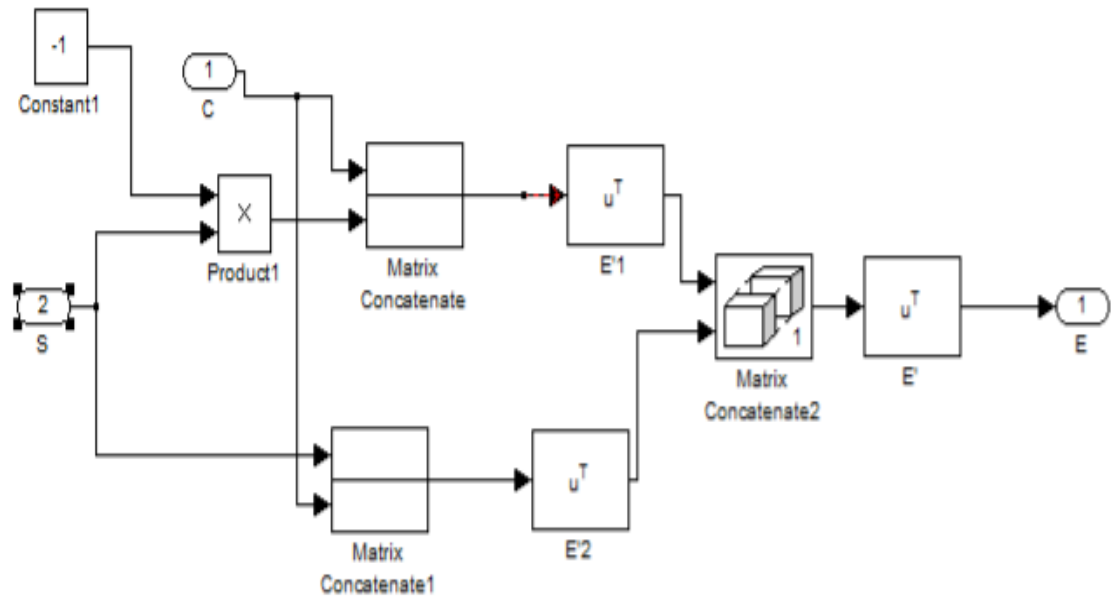 -1
Constant1
1
C
X
Product1
Matrix
Concatenate
u^T
E'1
2
S
1
Matrix
Concatenate2
u^T
E'
1
E
Matrix
Concatenate1
u^T
E'2